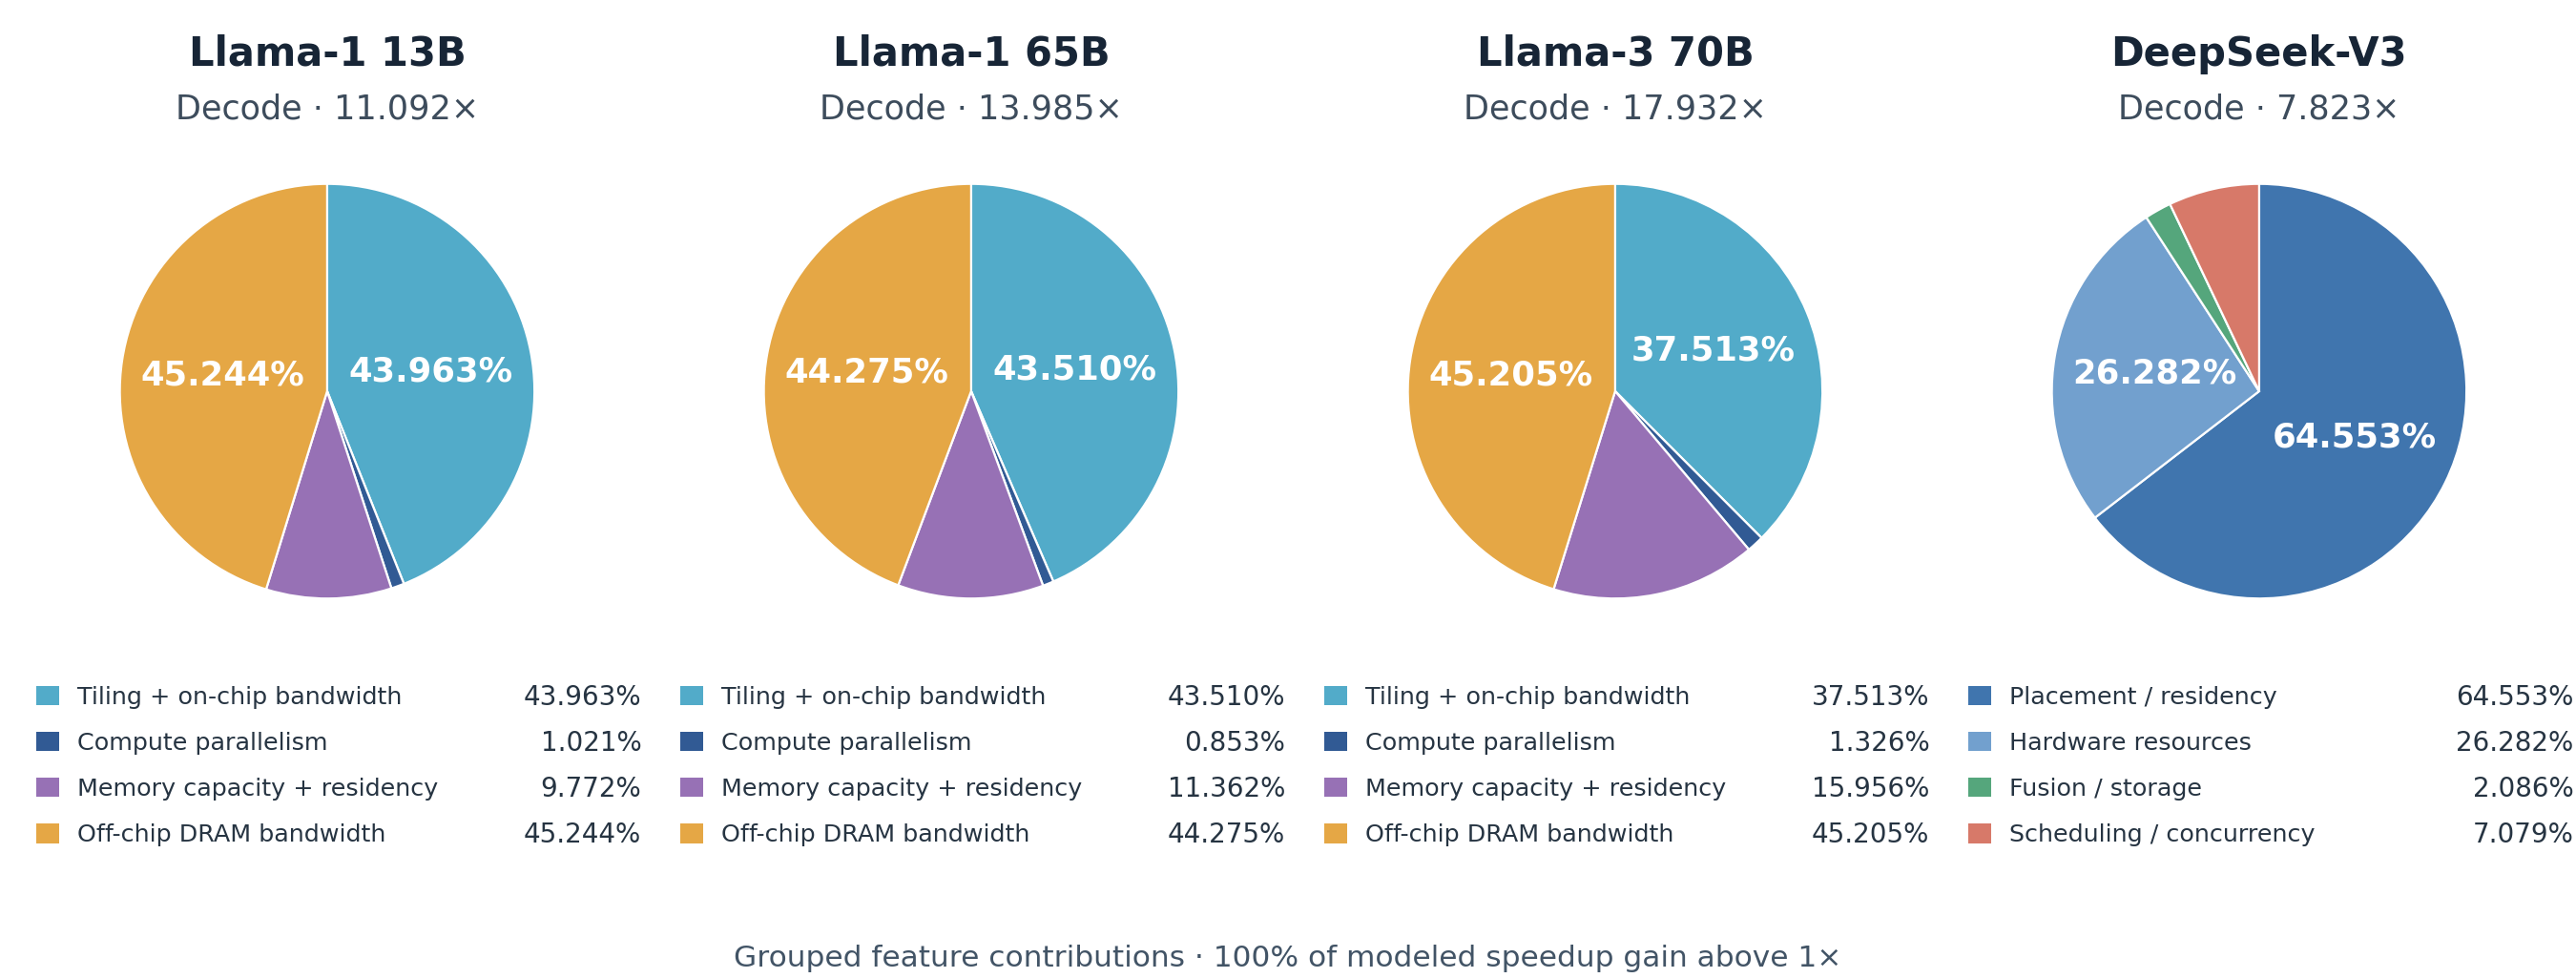 Llama-1 13B
Decode · 11.092×
45.244%
43.963%
Tiling + on-chip bandwidth 43.963%
Compute parallelism 1.021%
Memory capacity + residency 9.772%
Off-chip DRAM bandwidth 45.244%
Llama-1 65B
Decode · 13.985×
44.275%
43.510%
Tiling + on-chip bandwidth 43.510%
Compute parallelism 0.853%
Memory capacity + residency 11.362%
Off-chip DRAM bandwidth 44.275%
Llama-3 70B
Decode · 17.932×
45.205%
37.513%
Tiling + on-chip bandwidth 37.513%
Compute parallelism 1.326%
Memory capacity + residency 15.956%
Off-chip DRAM bandwidth 45.205%
DeepSeek-V3
Decode · 7.823×
26.282%
64.553%
Placement / residency 64.553%
Hardware resources 26.282%
Fusion / storage 2.086%
Scheduling / concurrency 7.079%
Grouped feature contributions · 100% of modeled speedup gain above 1×